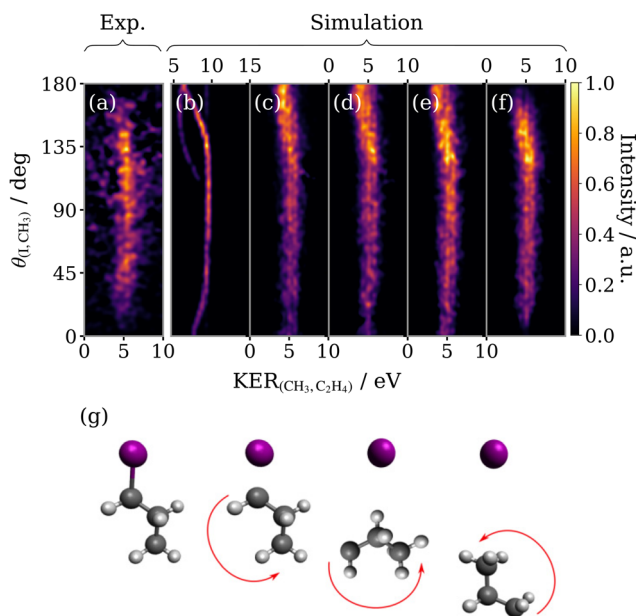 Exp. Simulation
5 10 15 0 5 10 0 5 10
180 (a) (b) (c) (d) (e) (f) 1.0
135 0.8
90 0.6
45 0.4
0 0.2
0.0
θ(I, CH₃) / deg
Intensity / a.u.
0 5 10 0 5 10 0 5 10
KER(CH₃, C₂H₄) / eV
(g)